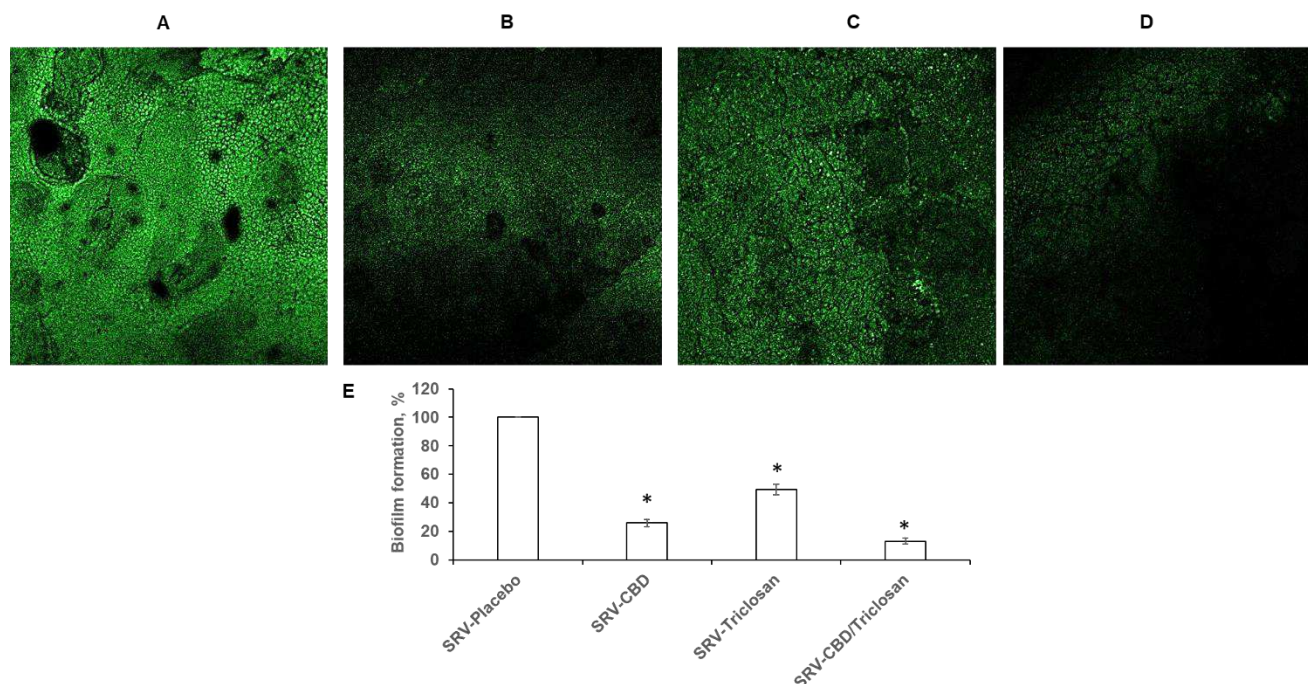 A
B
C
D
E
Biofilm formation, %
120
100
80
60
40
20
0
*
*
*
SRV-Placebo
SRV-CBD
SRV-Triclosan
SRV-CBD/Triclosan